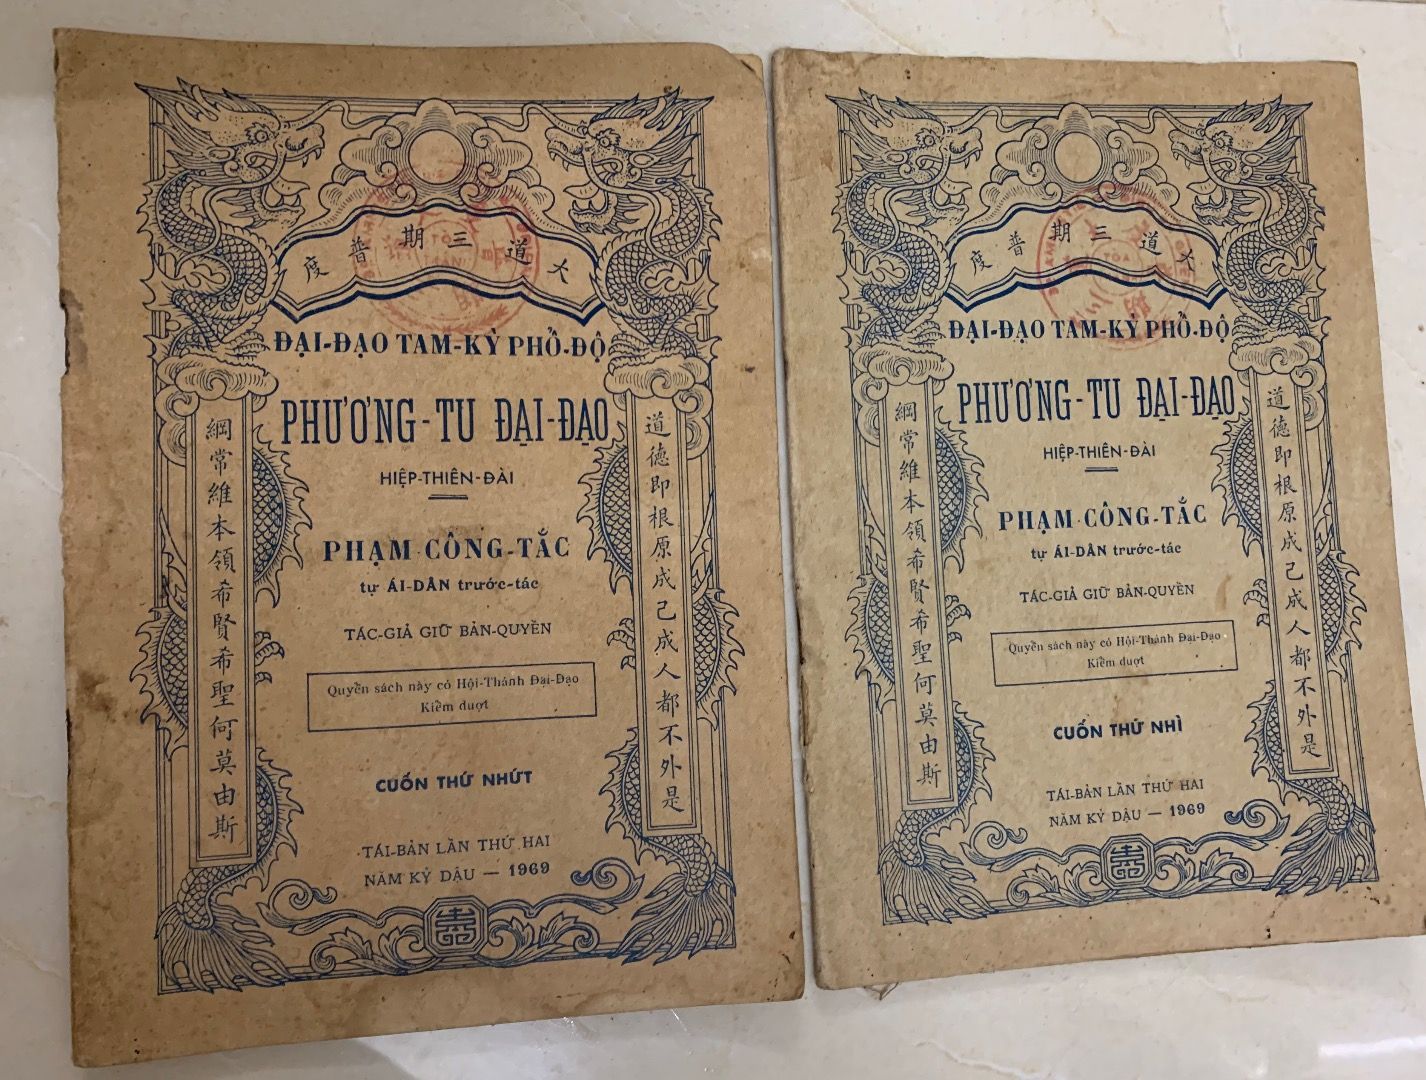 大道三期普度
ĐẠI-ĐẠO TAM-KỲ PHỔ-ĐỘ
PHƯƠNG-TU ĐẠI-ĐẠO
HIỆP-THIÊN-ĐÀI
PHẠM-CÔNG-TẮC
tự ÁI-DÂN trước-tác
TÁC-GIẢ GIỮ BẢN-QUYỀN
Quyển sách này có Hội-Thánh Đại-Đạo
Kiểm duợt
CUỐN THỨ NHỨT
TÁI-BẢN LẦN THỨ HAI
NĂM KỶ DẬU — 1969
道德即根原成己成人都不外是
綱常維本領希賢希聖何莫由斯
大道三期普度
ĐẠI-ĐẠO TAM-KỲ PHỔ-ĐỘ
PHƯƠNG-TU ĐẠI-ĐẠO
HIỆP-THIÊN-ĐÀI
PHẠM-CÔNG-TẮC
tự ÁI-DÂN trước-tác
TÁC-GIẢ GIỮ BẢN-QUYỀN
Quyển sách này có Hội-Thánh Đại-Đạo
Kiểm duợt
CUỐN THỨ NHÌ
TÁI-BẢN LẦN THỨ HAI
NĂM KỶ DẬU — 1969
道德即根原成己成人都不外是
綱常維本領希賢希聖何莫由斯